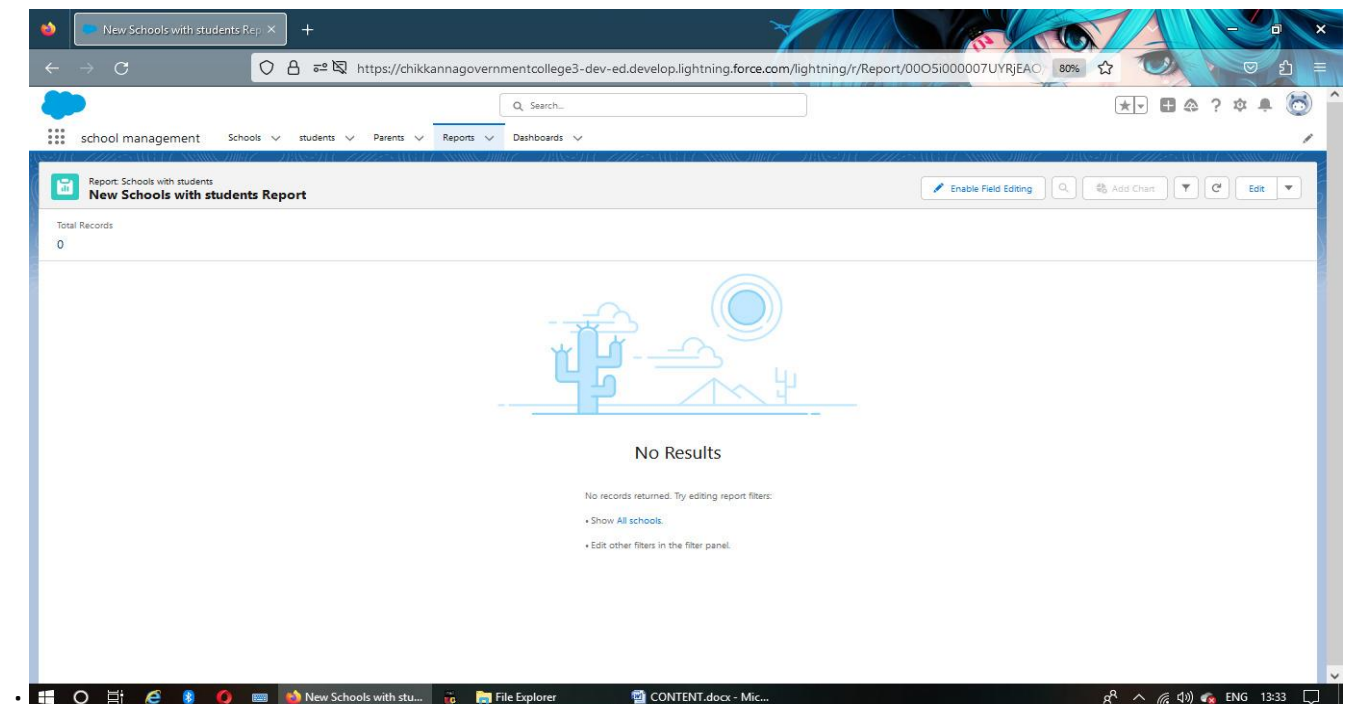 New Schools with students Rep
https://chikkannagovernmentcollege3-dev-ed.develop.lightning.force.com/lightning/r/Report/00O5i000007UYRjEAO
80%
Search...
school management Schools students Parents Reports Dashboards
Report: Schools with students
New Schools with students Report
Enable Field Editing
Add Chart
Edit
Total Records
0
No Results
No records returned. Try editing report filters:
• Show All schools.
• Edit other filters in the filter panel.
New Schools with stu... File Explorer CONTENT.docx - Mic... ENG 13:33